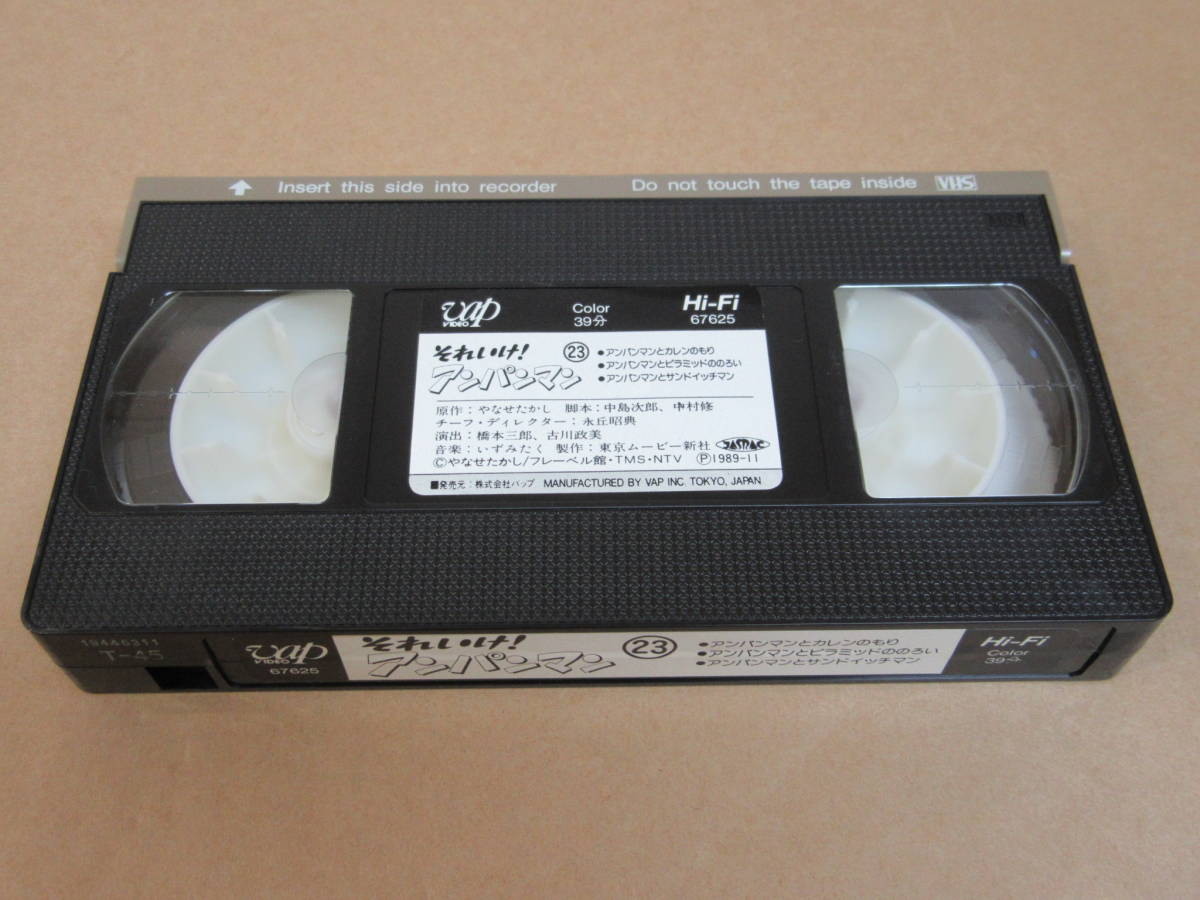 Insert this side into recorder Do not touch the tape inside VHS
vap VIDEO Color 39分 Hi-Fi 67625
それいけ！アンパンマン ㉓
●アンパンマンとカレンのもり
●アンパンマンとピラミッドののろい
●アンパンマンとサンドイッチマン
原作：やなせたかし 脚本：中島次郎、中村修
チーフ・ディレクター：永丘昭典
演出：橋本三郎、古川政美
音楽：いずみたく 製作：東京ムービー新社 JASRAC
©やなせたかし/フレーベル館・TMS・NTV Ⓟ1989-11
■発売元：株式会社バップ MANUFACTURED BY VAP INC. TOKYO, JAPAN
19446311
T-45
vap VIDEO 67625
それいけ！アンパンマン ㉓
●アンパンマンとカレンのもり
●アンパンマンとピラミッドののろい
●アンパンマンとサンドイッチマン
Hi-Fi
Color
39分